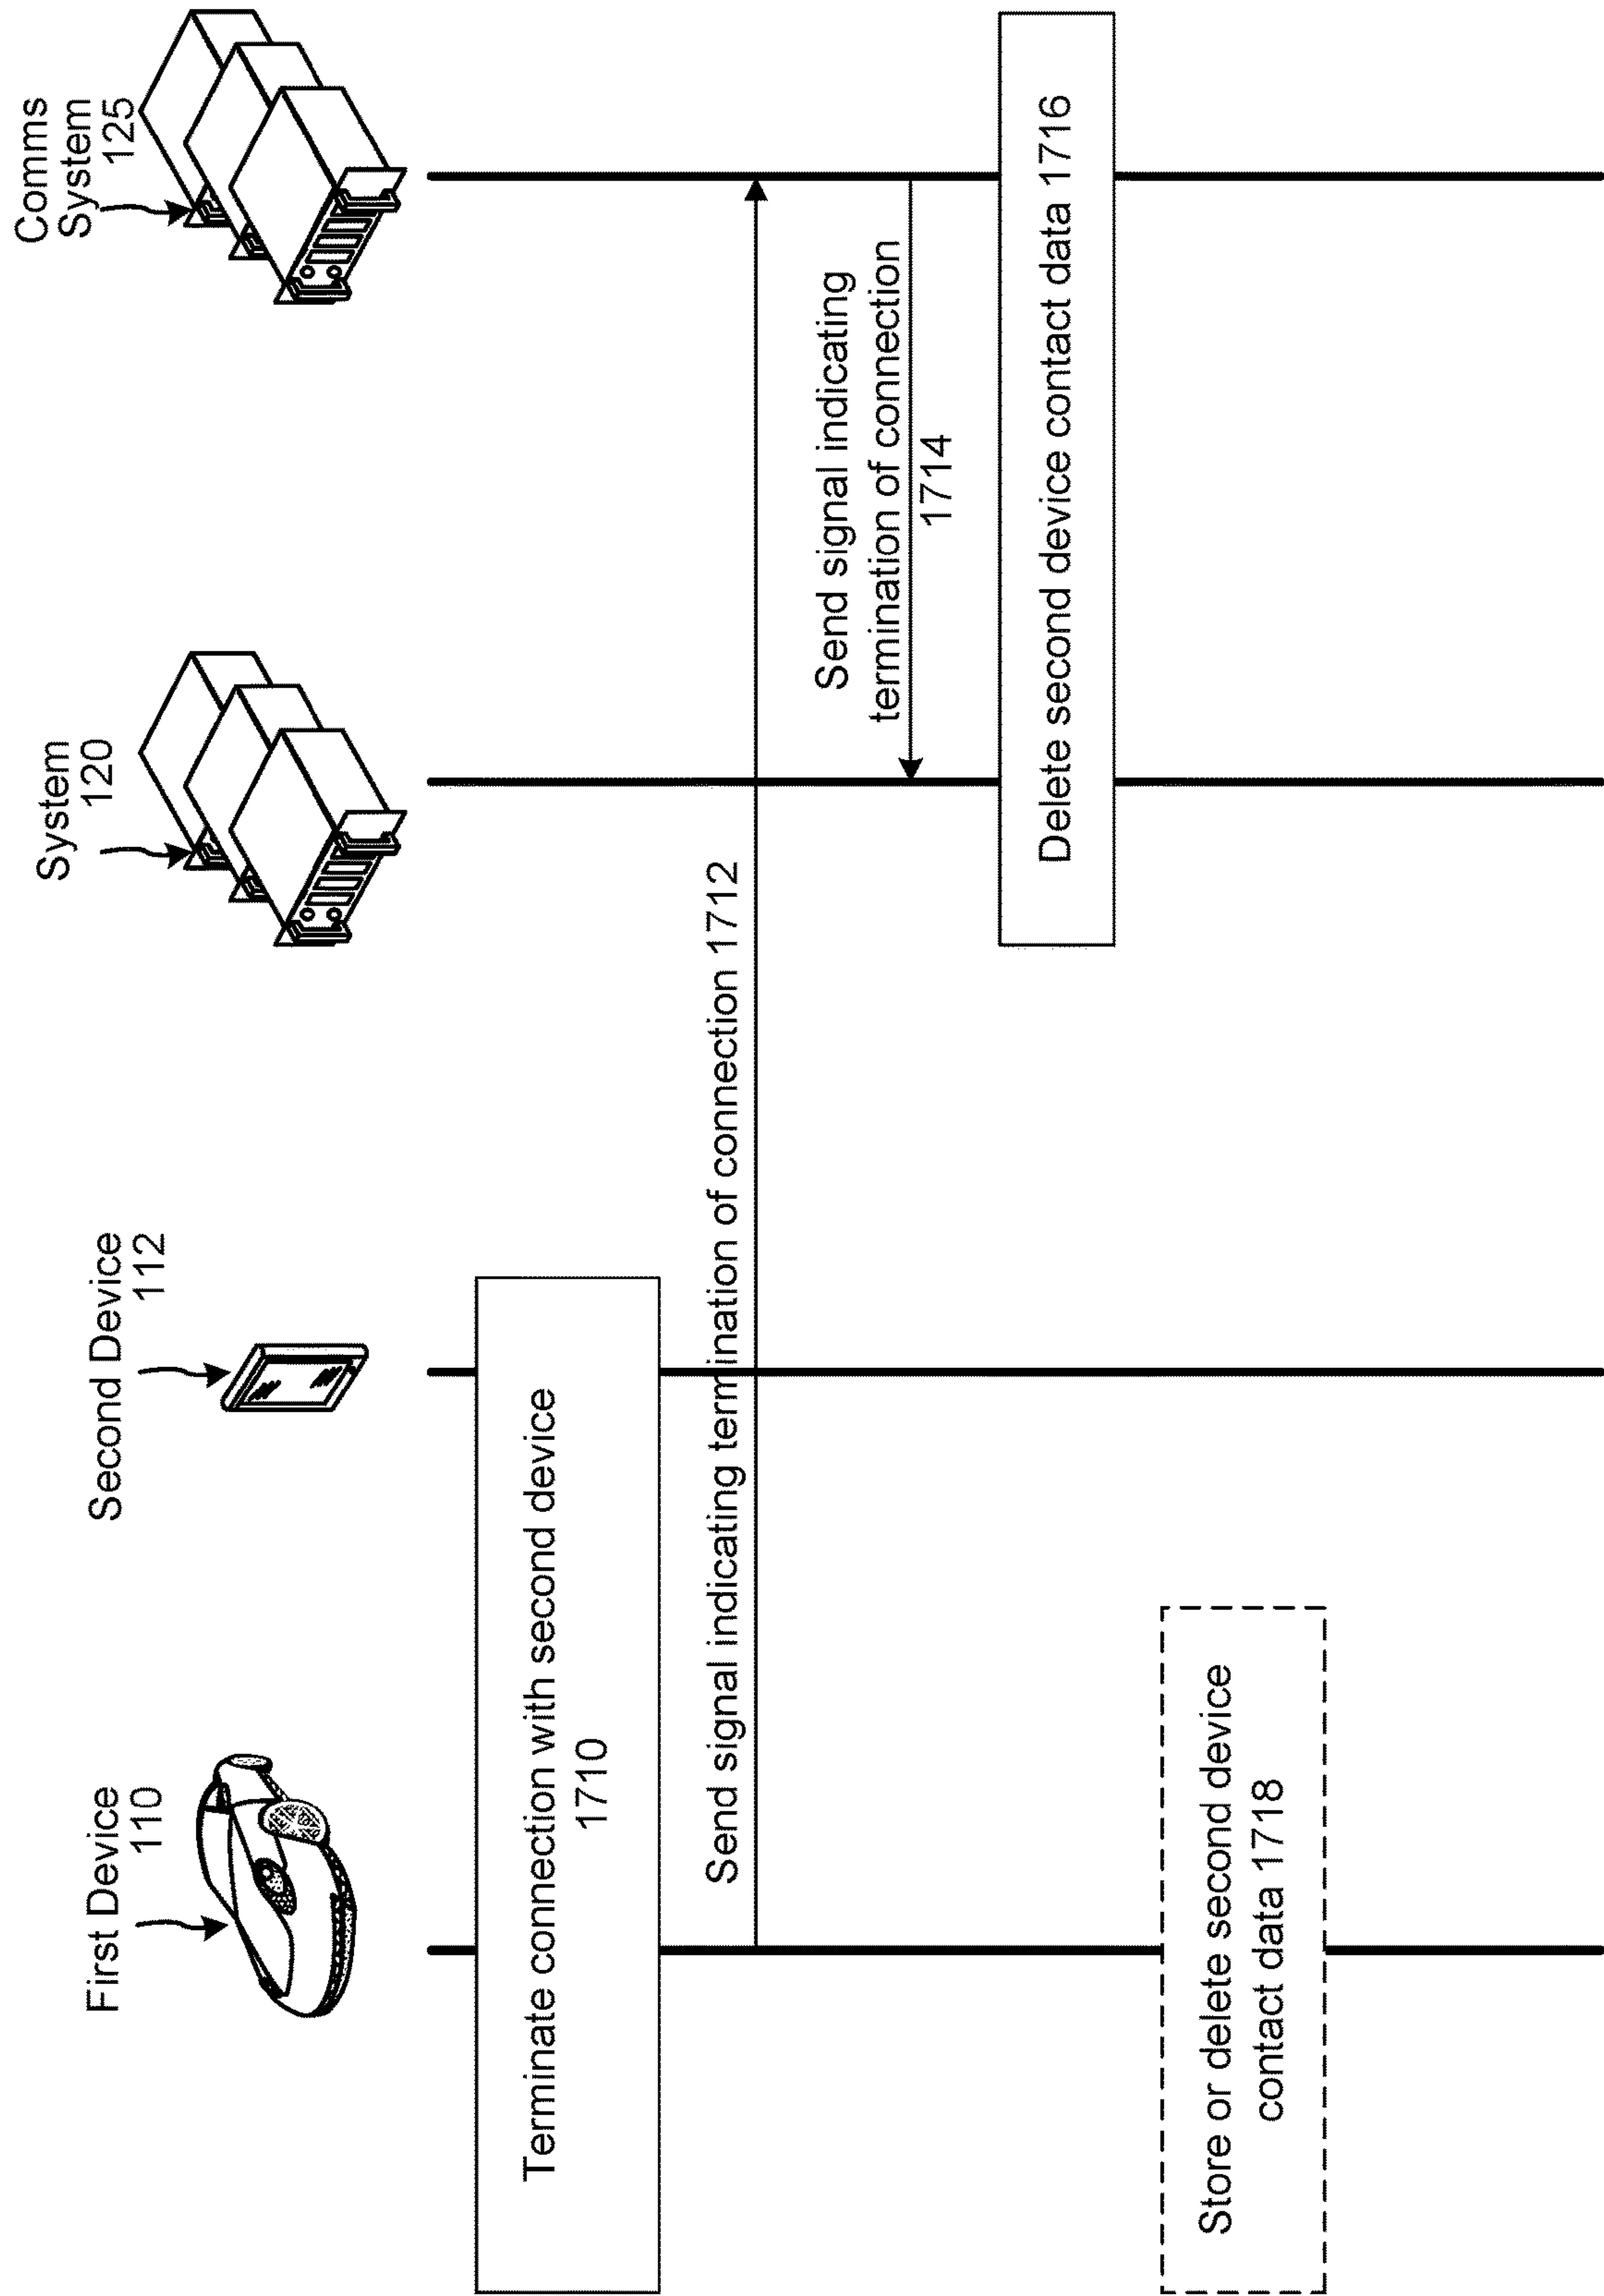 First Device
110
Second Device
112
System
120
Comms
System
125
Terminate connection with second device
1710
Send signal indicating termination of connection 1712
Send signal indicating
termination of connection
1714
Delete second device contact data 1716
Store or delete second device
contact data 1718